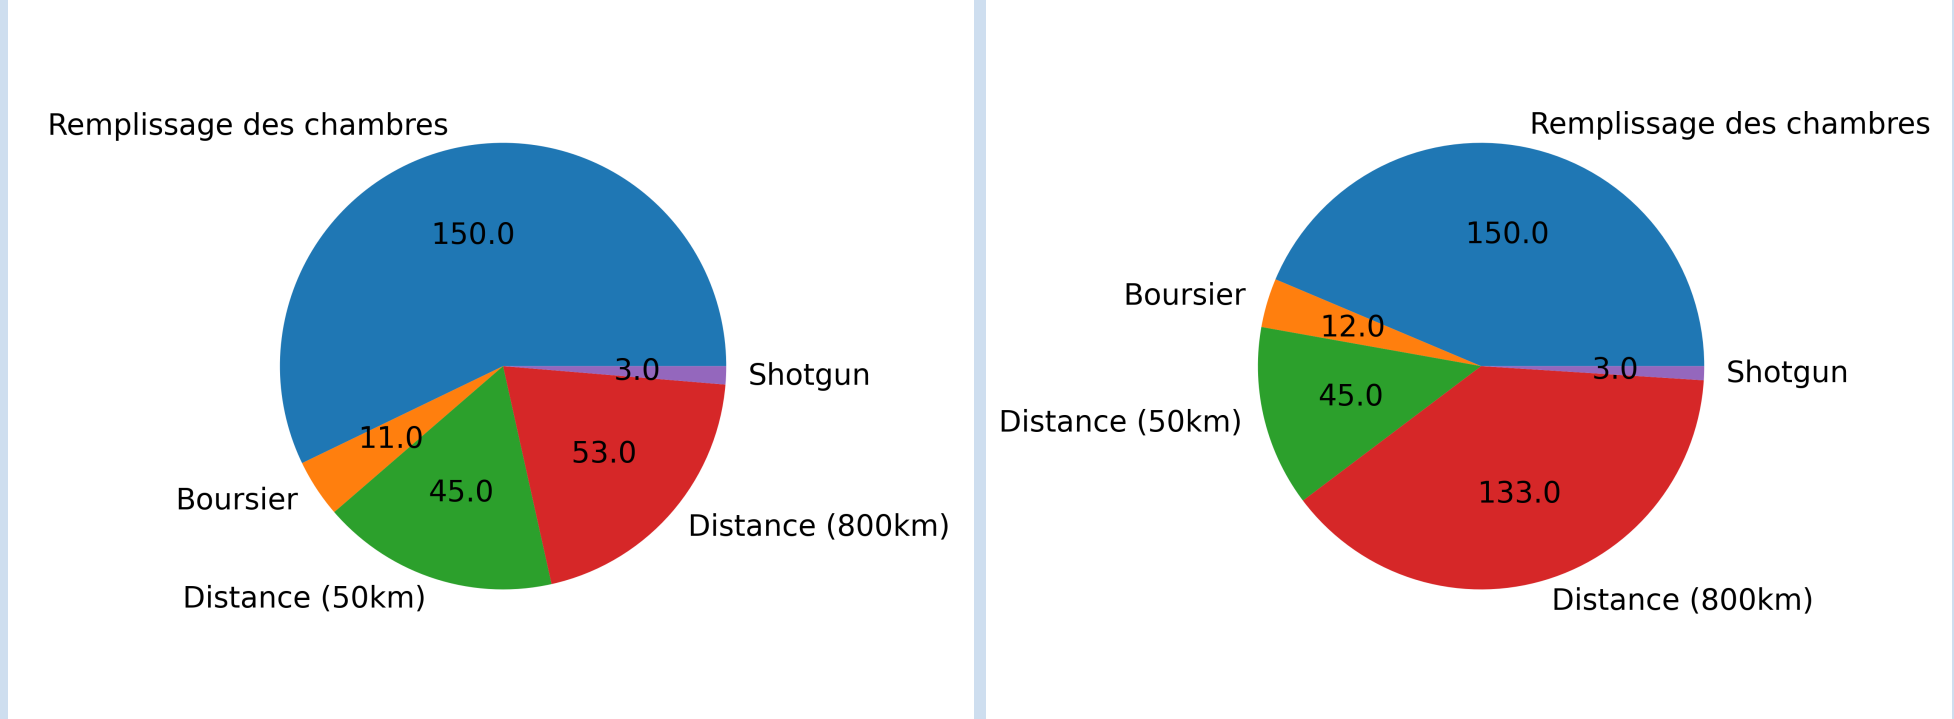 Remplissage des chambres
150.0
3.0
Shotgun
11.0
53.0
45.0
Boursier
Distance (800km)
Distance (50km)
Remplissage des chambres
150.0
Boursier
12.0
3.0
Shotgun
45.0
Distance (50km)
133.0
Distance (800km)